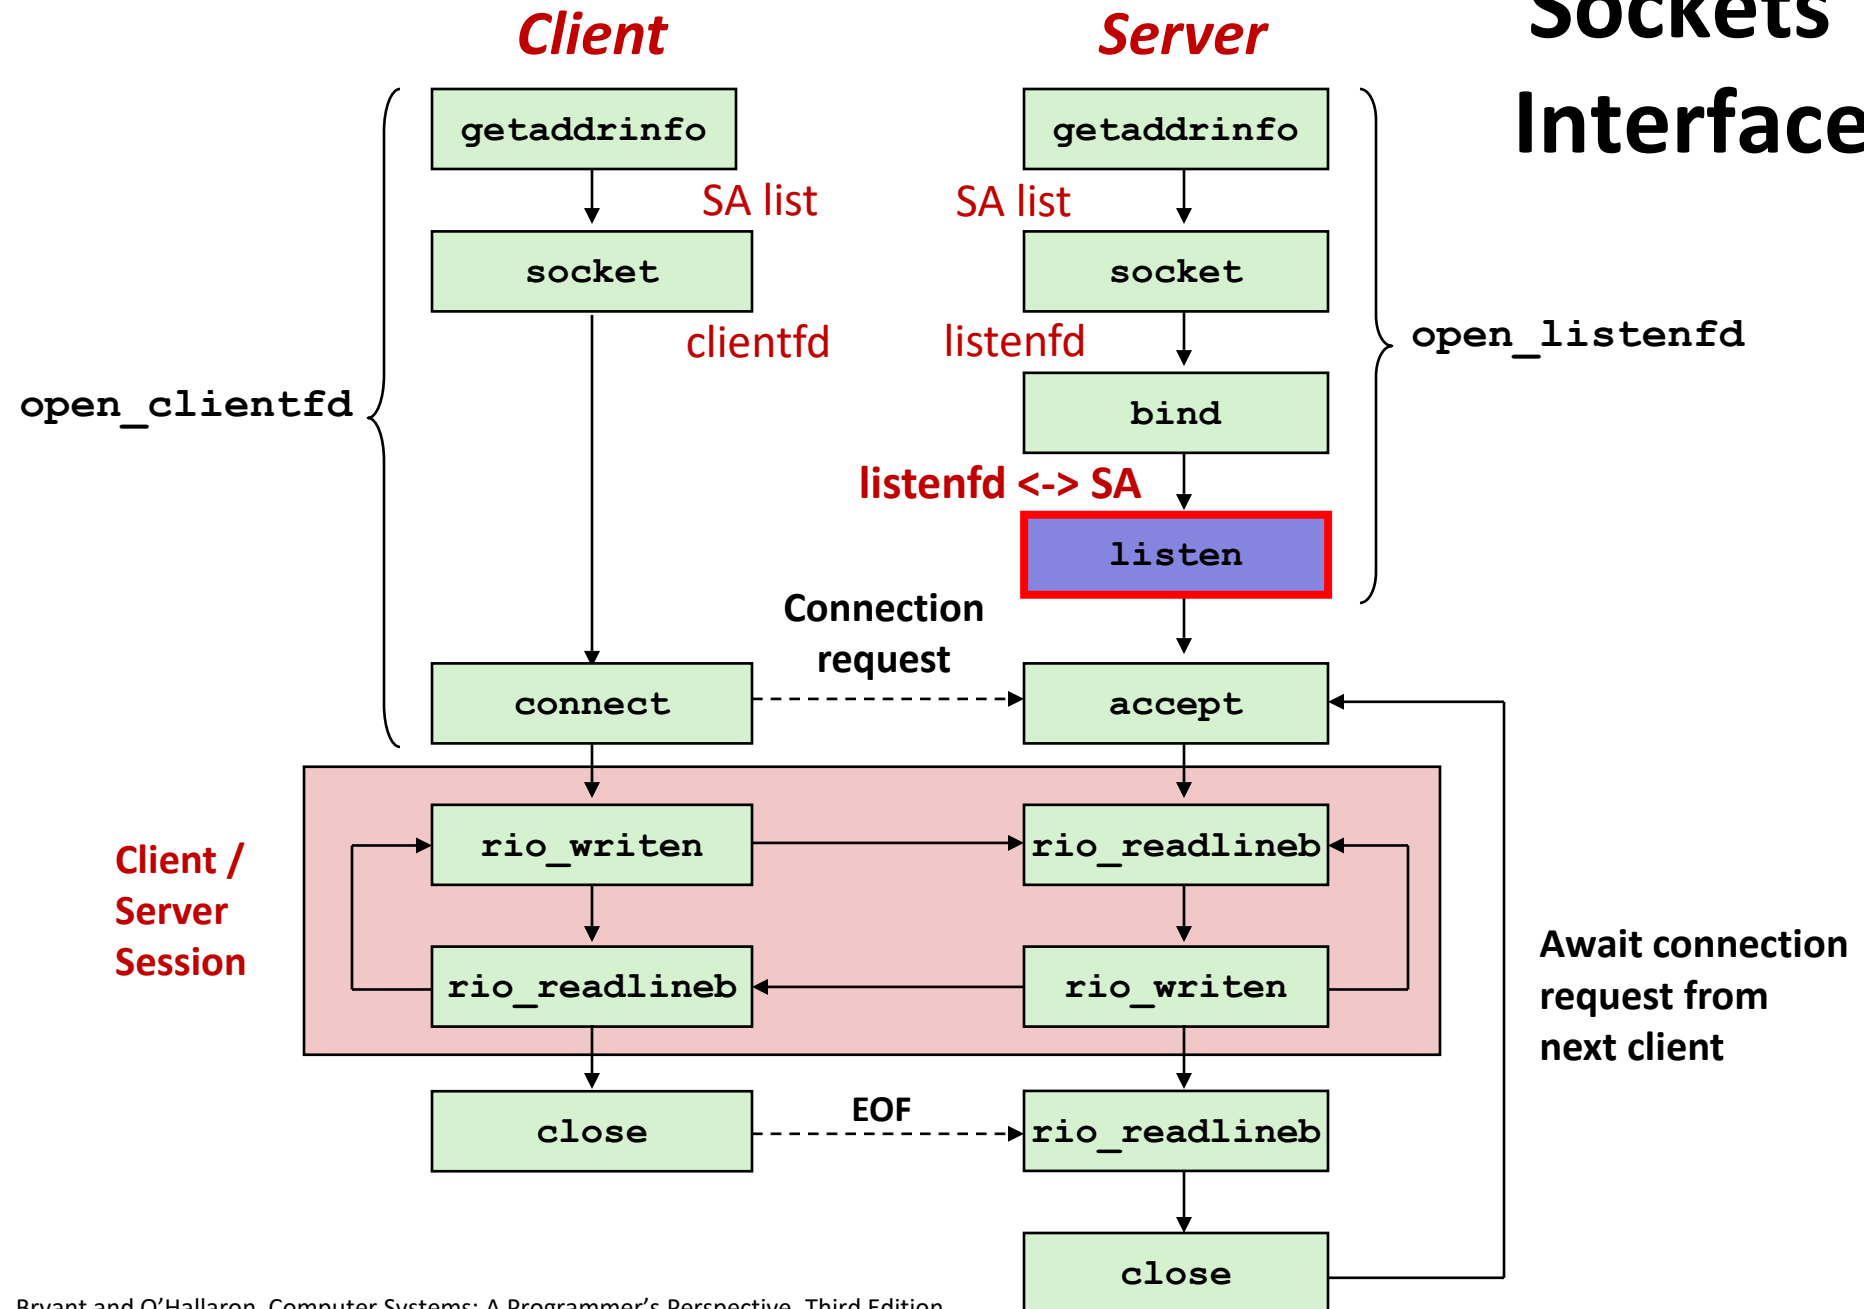 Sockets
Interface
Client
Server
getaddrinfo
getaddrinfo
SA list
SA list
socket
socket
clientfd
listenfd
open_listenfd
open_clientfd
bind
listenfd <-> SA
listen
Connection
request
connect
accept
Client /
Server
Session
rio_writen
rio_readlineb
rio_readlineb
rio_writen
Await connection
request from
next client
close
EOF
rio_readlineb
close
Bryant and O'Hallaron, Computer Systems: A Programmer's Perspective, Third Edition